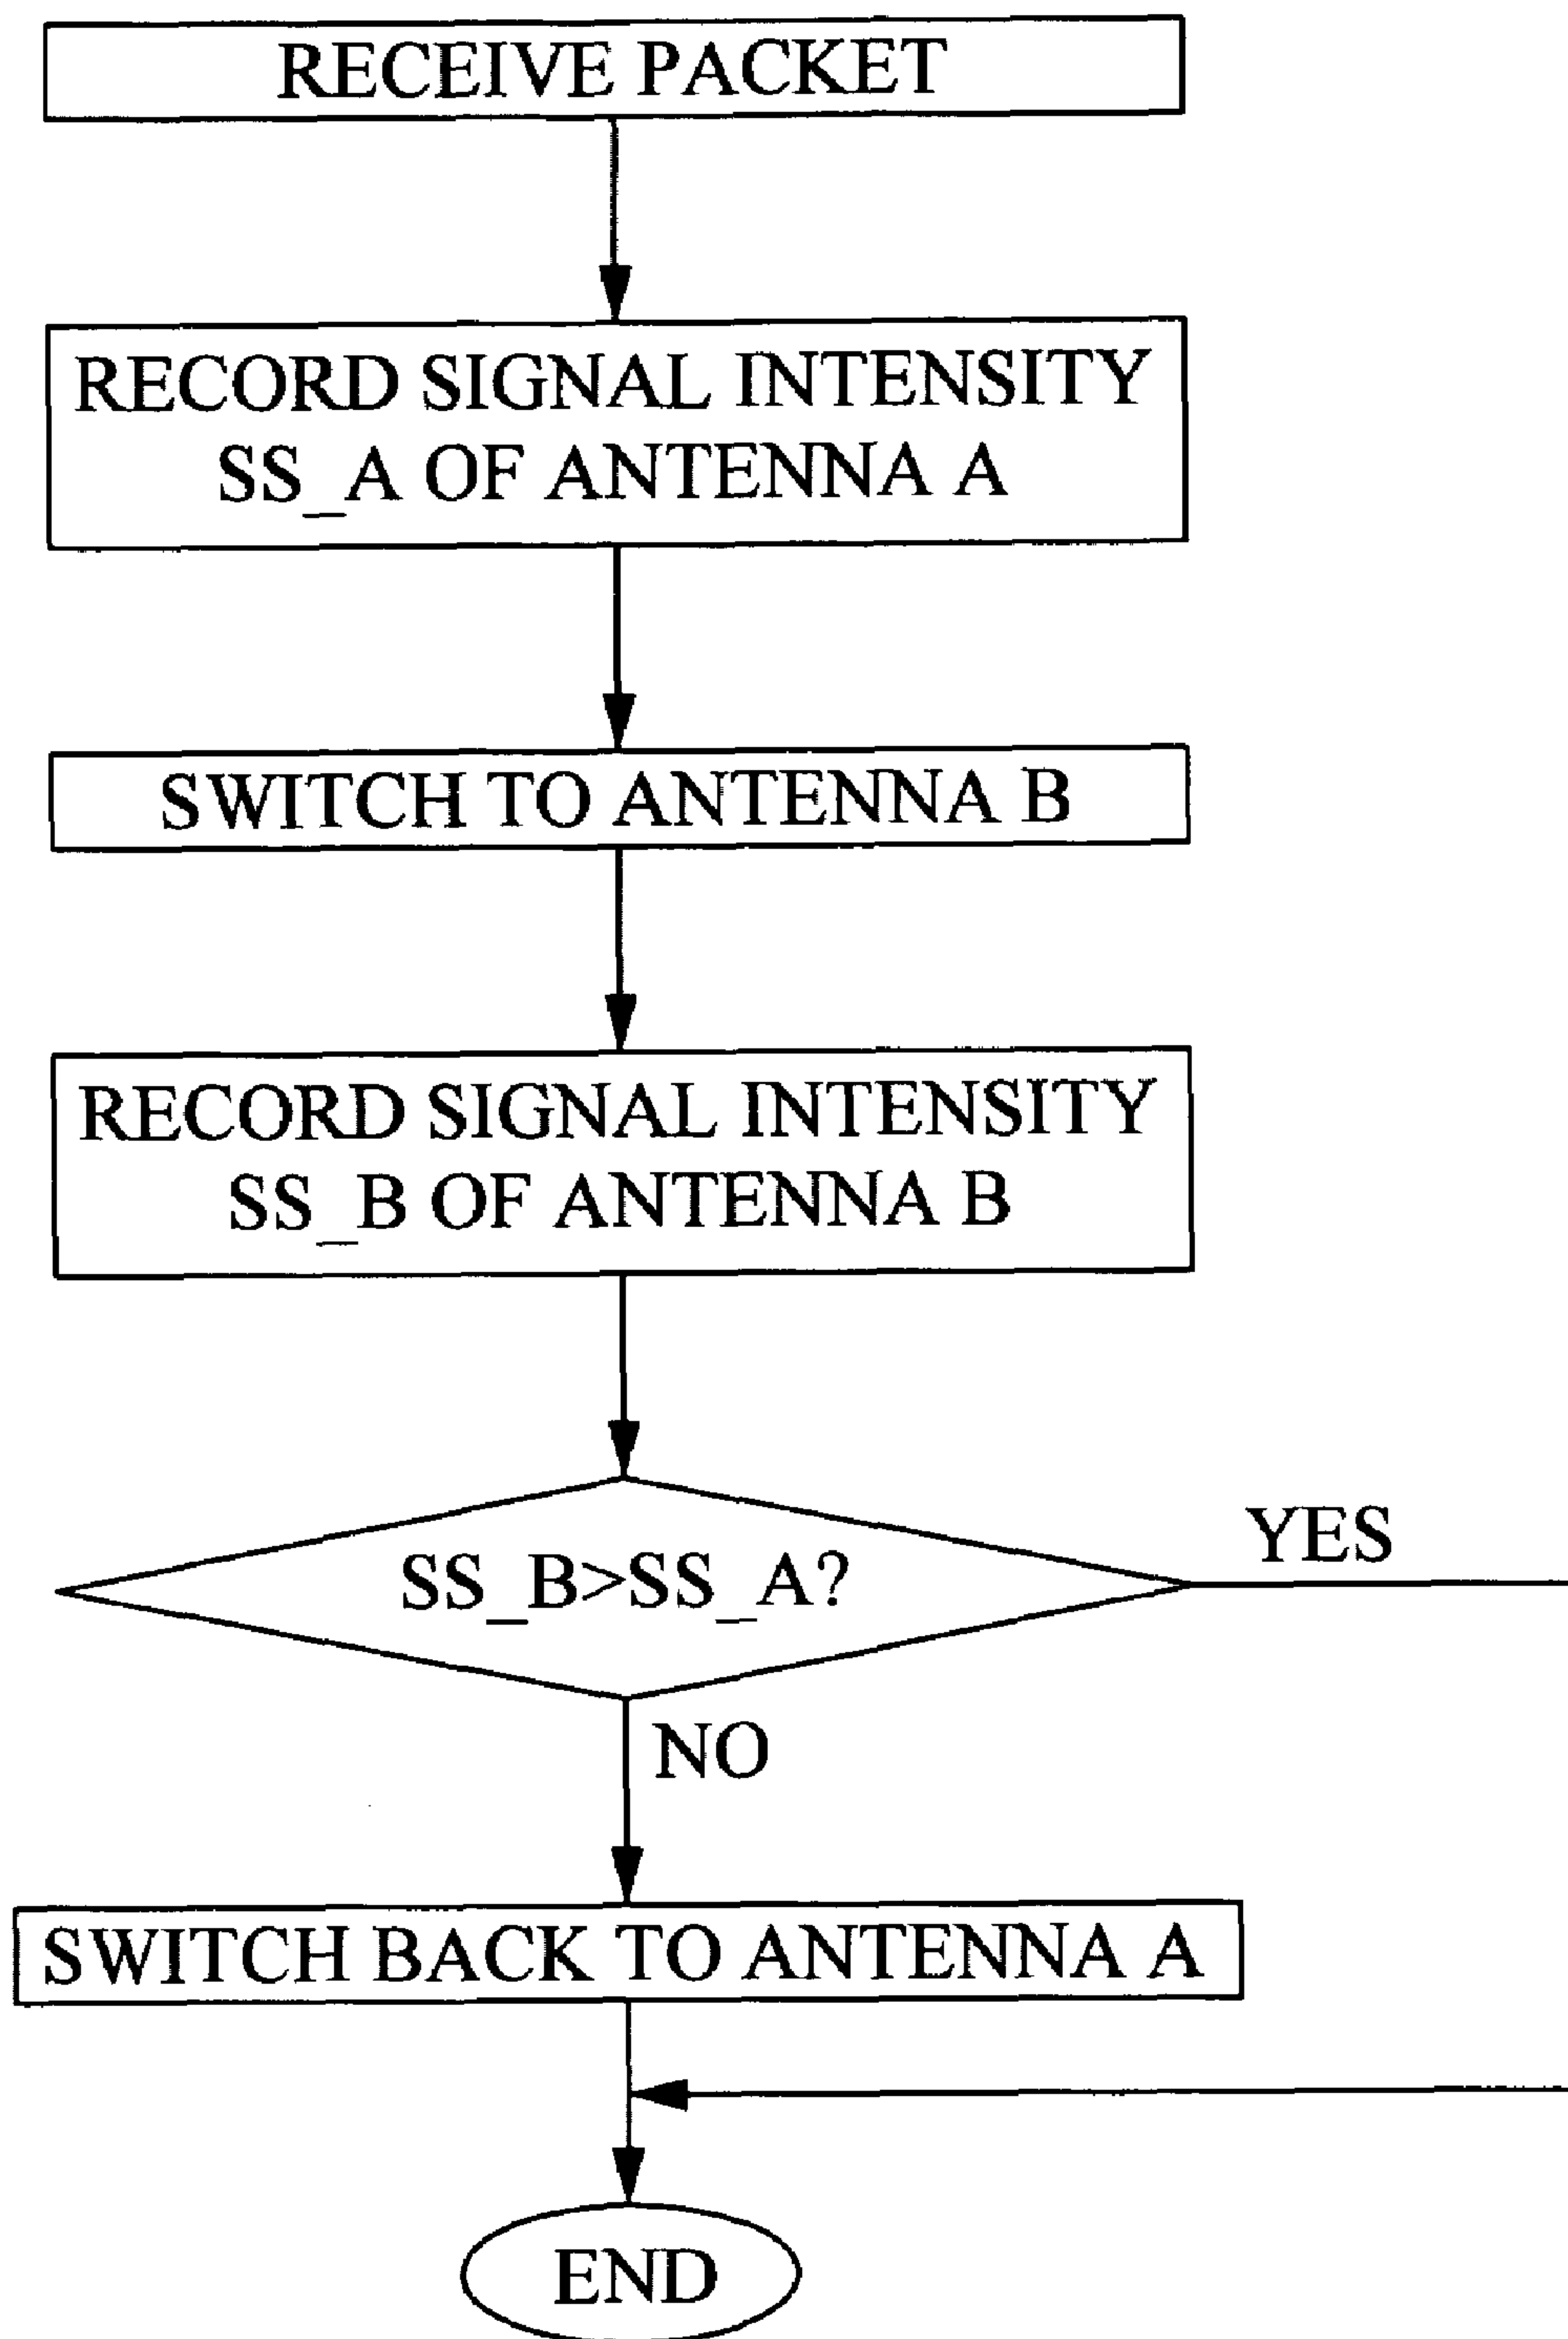 RECEIVE PACKET
RECORD SIGNAL INTENSITY
SS_A OF ANTENNA A
SWITCH TO ANTENNA B
RECORD SIGNAL INTENSITY
SS_B OF ANTENNA B
SS_B>SS_A?
YES
NO
SWITCH BACK TO ANTENNA A
END